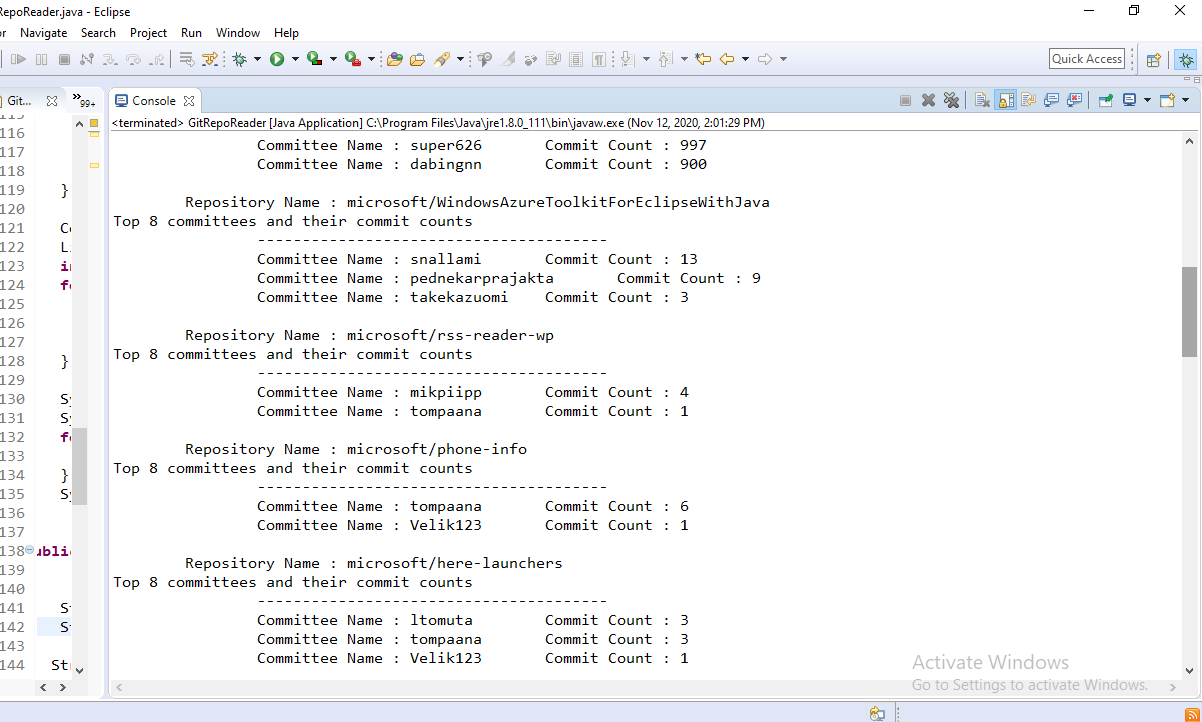 RepoReader.java - Eclipse
Navigate Search Project Run Window Help
Quick Access
Git... 99+ Console
<terminated> GitRepoReader [Java Application] C:\Program Files\Java\jre1.8.0_111\bin\javaw.exe (Nov 12, 2020, 2:01:29 PM)
Committee Name : super626 Commit Count : 997
Committee Name : dabingnn Commit Count : 900
Repository Name : microsoft/WindowsAzureToolkitForEclipseWithJava
Top 8 committees and their commit counts
---------------------------------------
Committee Name : snallami Commit Count : 13
Committee Name : pednekarprajakta Commit Count : 9
Committee Name : takekazuomi Commit Count : 3
Repository Name : microsoft/rss-reader-wp
Top 8 committees and their commit counts
---------------------------------------
Committee Name : mikpiipp Commit Count : 4
Committee Name : tompaana Commit Count : 1
Repository Name : microsoft/phone-info
Top 8 committees and their commit counts
---------------------------------------
Committee Name : tompaana Commit Count : 6
Committee Name : Velik123 Commit Count : 1
Repository Name : microsoft/here-launchers
Top 8 committees and their commit counts
---------------------------------------
Committee Name : ltomuta Commit Count : 3
Committee Name : tompaana Commit Count : 3
Committee Name : Velik123 Commit Count : 1
116
117
118
119 }
120
121
122
123
124
125
126
127
128 }
129
130
131
132
133
134 }
135
136
137
138
139
140
141
142
143
144
Activate Windows
Go to Settings to activate Windows.